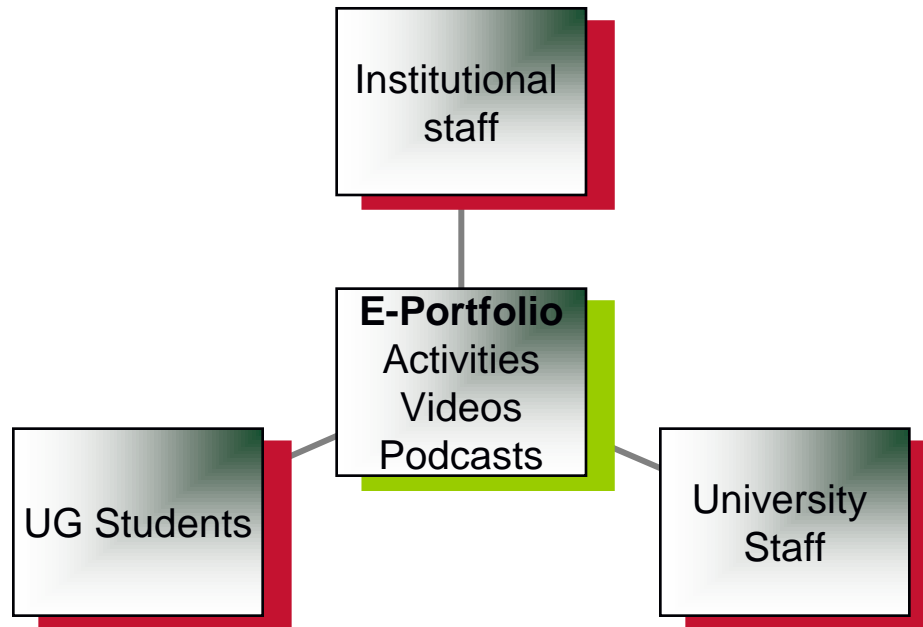 Institutional
staff
E-Portfolio
Activities
Videos
Podcasts
UG Students
University
Staff